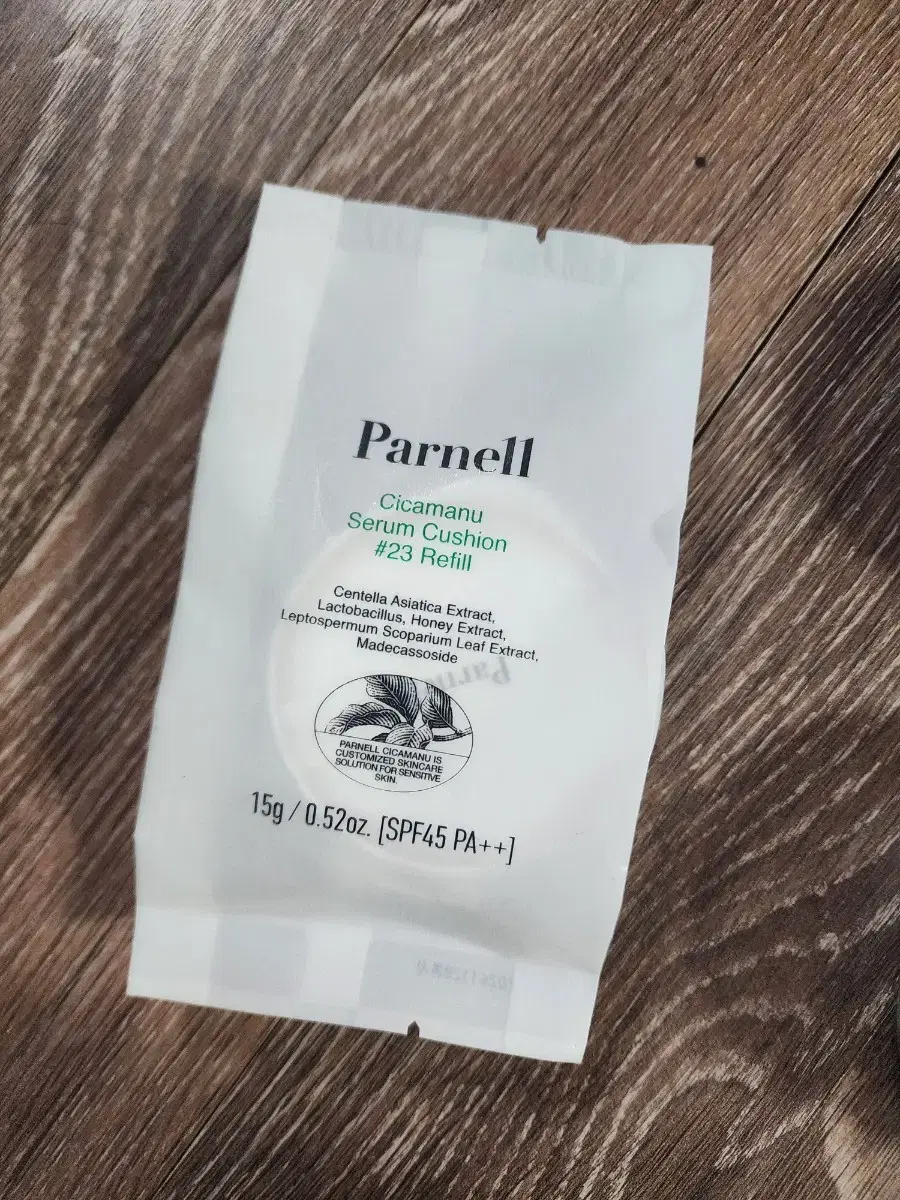 Parnell
Cicamanu
Serum Cushion
#23 Refill
Centella Asiatica Extract,
Lactobacillus, Honey Extract,
Leptospermum Scoparium Leaf Extract,
Madecassoside
PARNELL CICAMANU IS
CUSTOMIZED SKINCARE
SOLUTION FOR SENSITIVE
SKIN.
15g / 0.52oz. [SPF45 PA++]